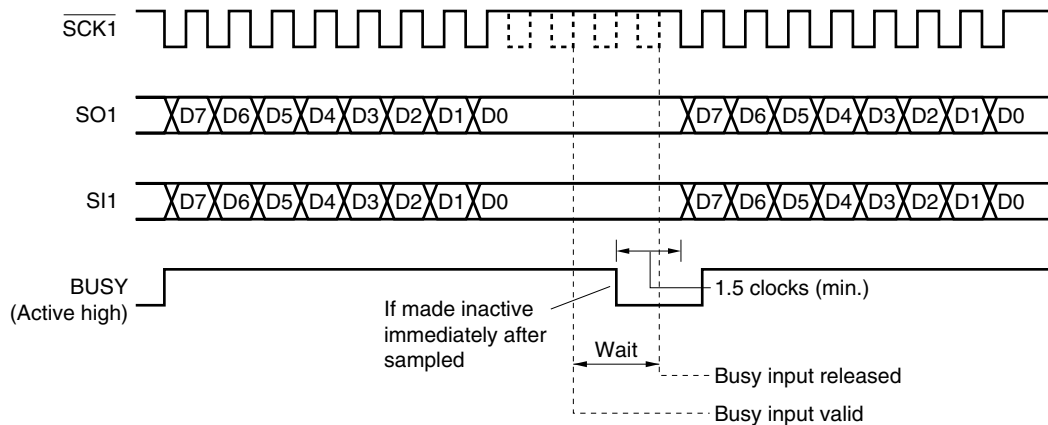 SCK1
SO1
D7 D6 D5 D4 D3 D2 D1 D0 D7 D6 D5 D4 D3 D2 D1 D0
SI1
D7 D6 D5 D4 D3 D2 D1 D0 D7 D6 D5 D4 D3 D2 D1 D0
BUSY
(Active high)
If made inactive
immediately after
sampled
1.5 clocks (min.)
Wait
Busy input released
Busy input valid